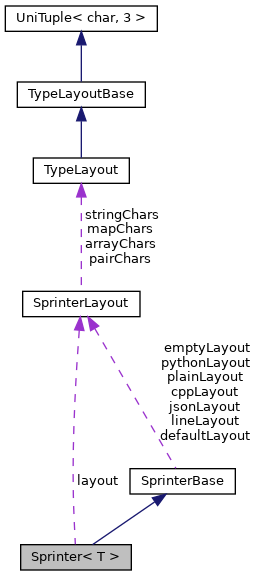 UniTuple< char, 3 >
TypeLayoutBase
TypeLayout
stringChars
mapChars
arrayChars
pairChars
SprinterLayout
emptyLayout
pythonLayout
plainLayout
cppLayout
jsonLayout
lineLayout
defaultLayout
layout
SprinterBase
Sprinter< T >